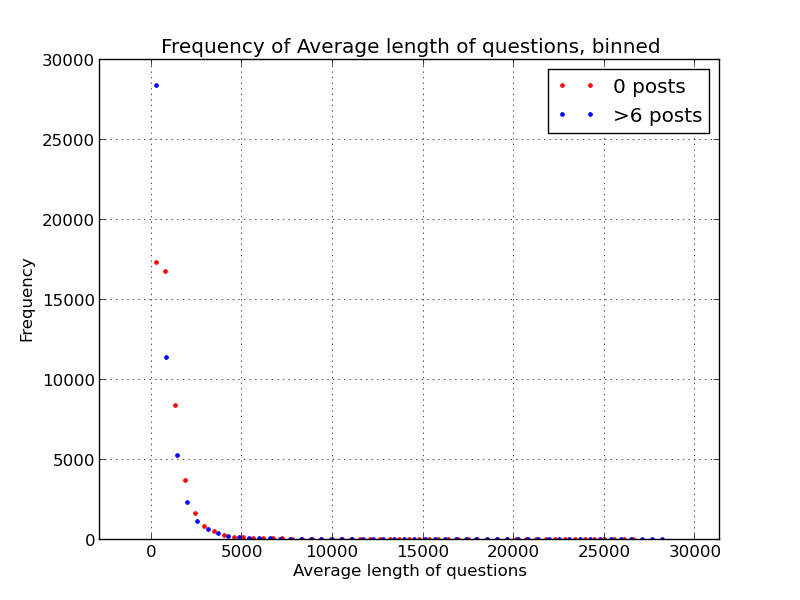 Frequency of Average length of questions, binned
30000
25000
20000
15000
10000
5000
0
Frequency
0 posts
>6 posts
0 5000 10000 15000 20000 25000 30000
Average length of questions